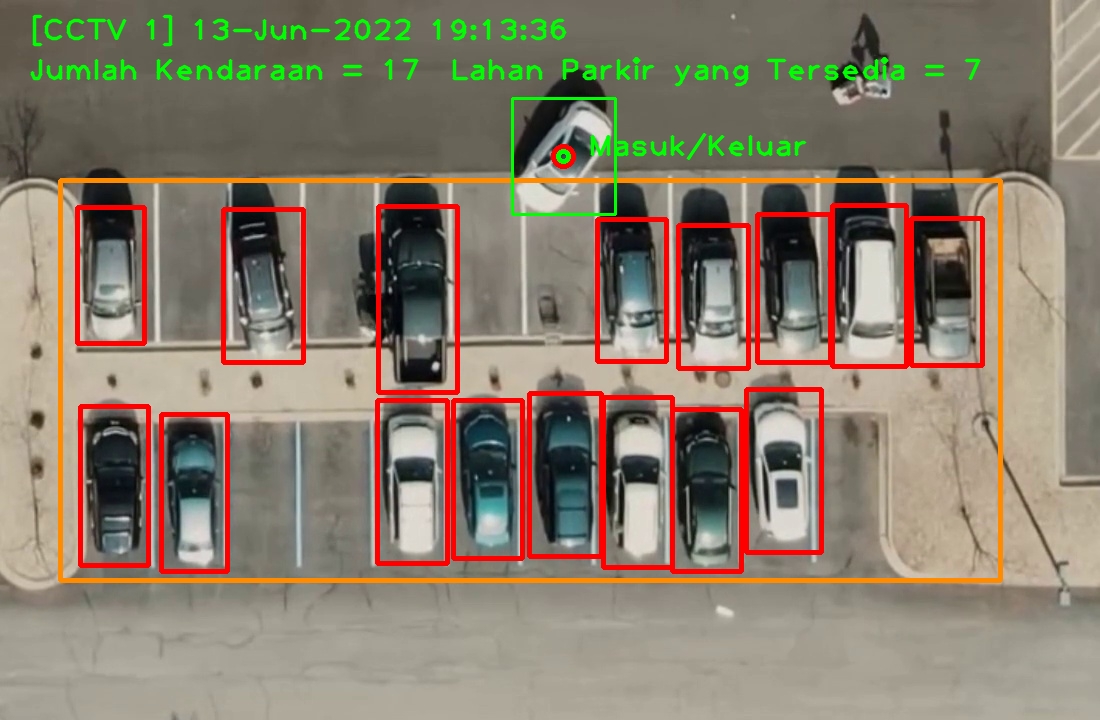 [CCTV 1] 13-Jun-2022 19:13:36
Jumlah Kendaraan = 17 Lahan Parkir yang Tersedia = 7
Masuk/Keluar